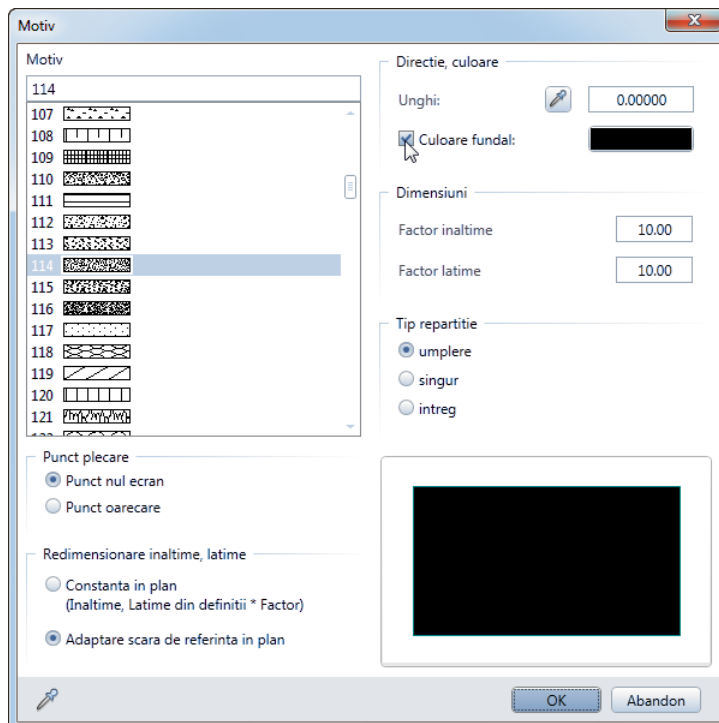 Motiv
Motiv
114
107
108
109
110
111
112
113
114
115
116
117
118
119
120
121
Directie, culoare
Unghi:
0.00000
Culoare fundal:
Dimensiuni
Factor inaltime
10.00
Factor latime
10.00
Tip repartitie
umplere
singur
intreg
Punct plecare
Punct nul ecran
Punct oarecare
Redimensionare inaltime, latime
Constanta in plan
(Inaltime, Latime din definitii * Factor)
Adaptare scara de referinta in plan
OK
Abandon